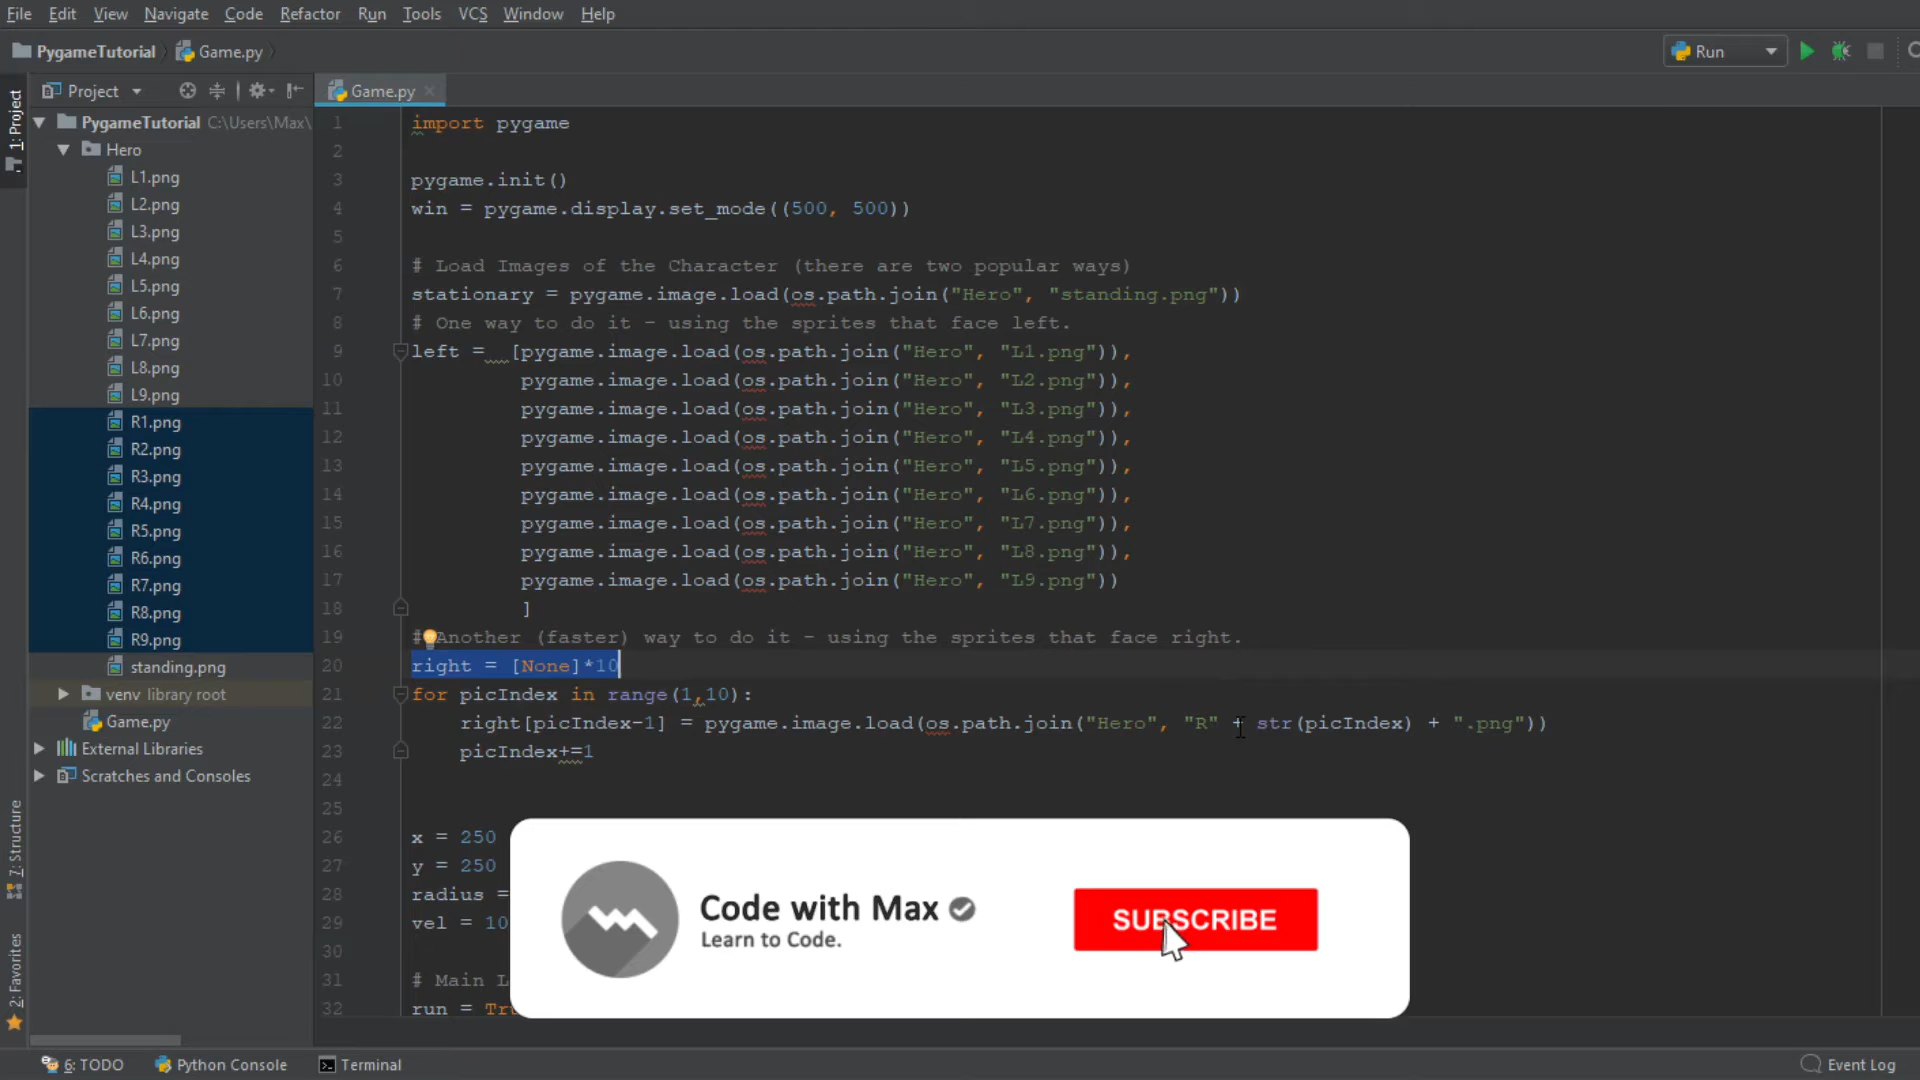 File Edit View Navigate Code Refactor Run Tools VCS Window Help
PygameTutorial Game.py
Run
1: Project
Project
Game.py
PygameTutorial C:\Users\Max\
Hero
L1.png
L2.png
L3.png
L4.png
L5.png
L6.png
L7.png
L8.png
L9.png
R1.png
R2.png
R3.png
R4.png
R5.png
R6.png
R7.png
R8.png
R9.png
standing.png
venv library root
Game.py
External Libraries
Scratches and Consoles
7: Structure
2: Favorites
1 import pygame
2
3 pygame.init()
4 win = pygame.display.set_mode((500, 500))
5
6 # Load Images of the Character (there are two popular ways)
7 stationary = pygame.image.load(os.path.join("Hero", "standing.png"))
8 # One way to do it - using the sprites that face left.
9 left =  [pygame.image.load(os.path.join("Hero", "L1.png")),
10 pygame.image.load(os.path.join("Hero", "L2.png")),
11 pygame.image.load(os.path.join("Hero", "L3.png")),
12 pygame.image.load(os.path.join("Hero", "L4.png")),
13 pygame.image.load(os.path.join("Hero", "L5.png")),
14 pygame.image.load(os.path.join("Hero", "L6.png")),
15 pygame.image.load(os.path.join("Hero", "L7.png")),
16 pygame.image.load(os.path.join("Hero", "L8.png")),
17 pygame.image.load(os.path.join("Hero", "L9.png"))
18 ]
19 # Another (faster) way to do it - using the sprites that face right.
20 right = [None]*10
21 for picIndex in range(1,10):
22 right[picIndex-1] = pygame.image.load(os.path.join("Hero", "R" + str(picIndex) + ".png"))
23 picIndex+=1
24
25
26 x = 250
27 y = 250
28 radius =
29 vel = 10
30
31 # Main L
32 run = Tr
Code with Max
Learn to Code.
SUBSCRIBE
6: TODO Python Console Terminal
Event Log